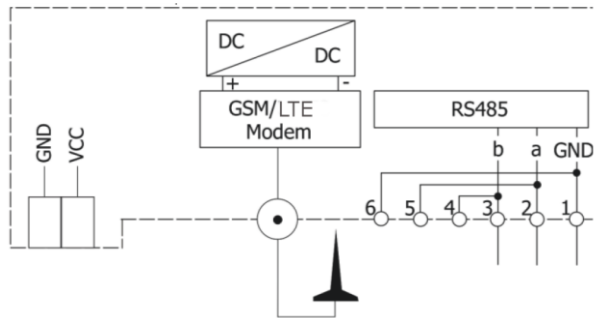 DC
DC
+ -
GSM/LTE
Modem
RS485
b a GND
GND VCC
6 5 4 3 2 1